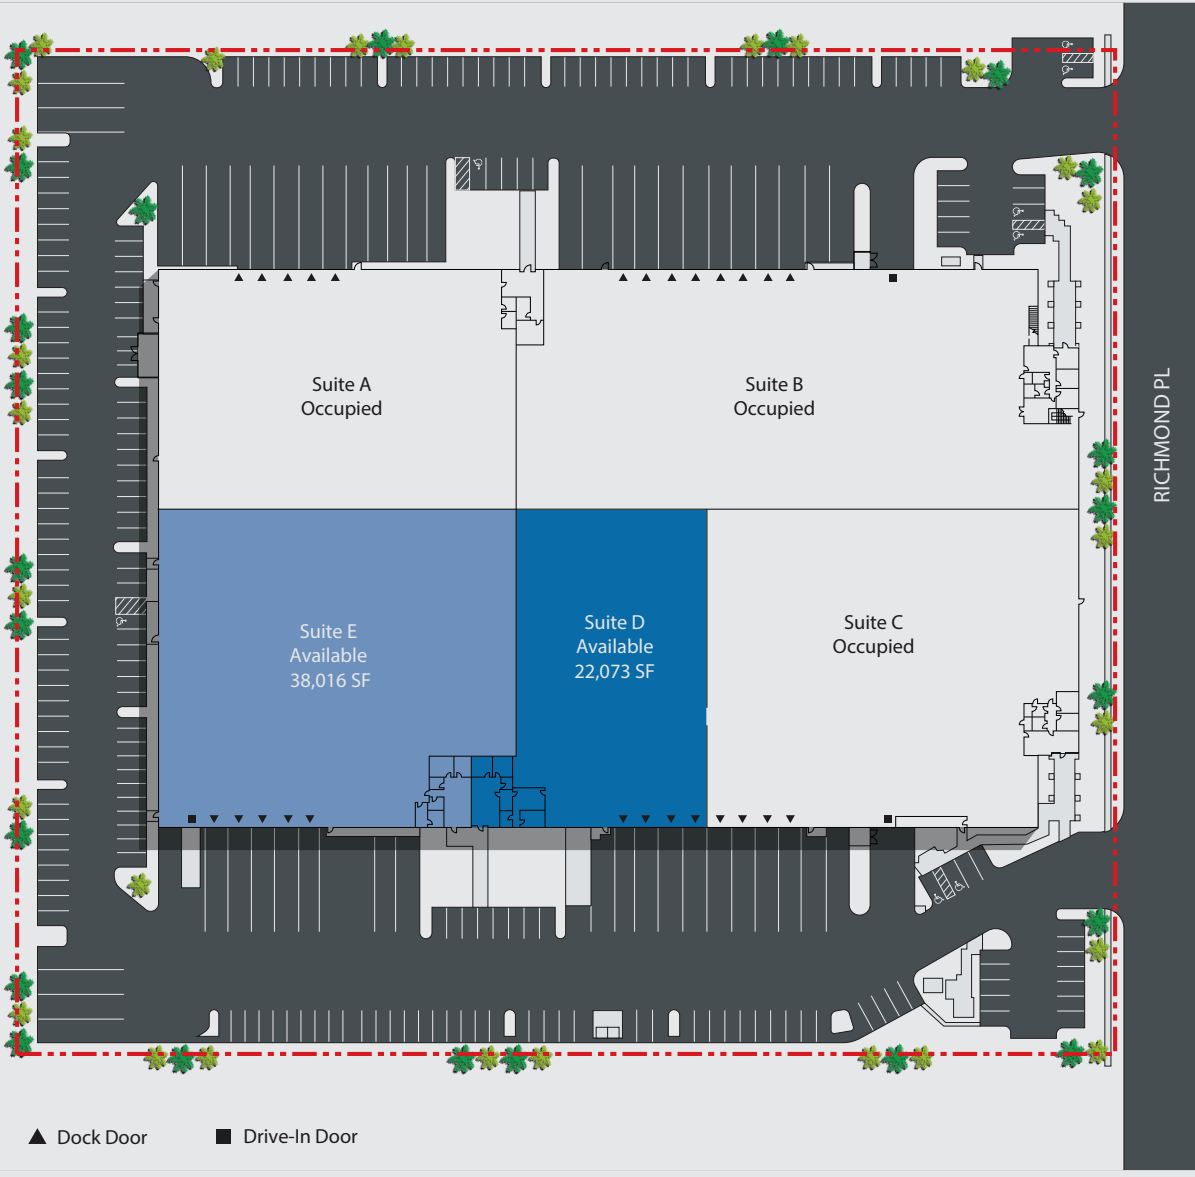 Suite A
Occupied
Suite B
Occupied
RICHMOND PL
Suite E
Available
38,016 SF
Suite D
Available
22,073 SF
Suite C
Occupied
Dock Door
Drive-In Door